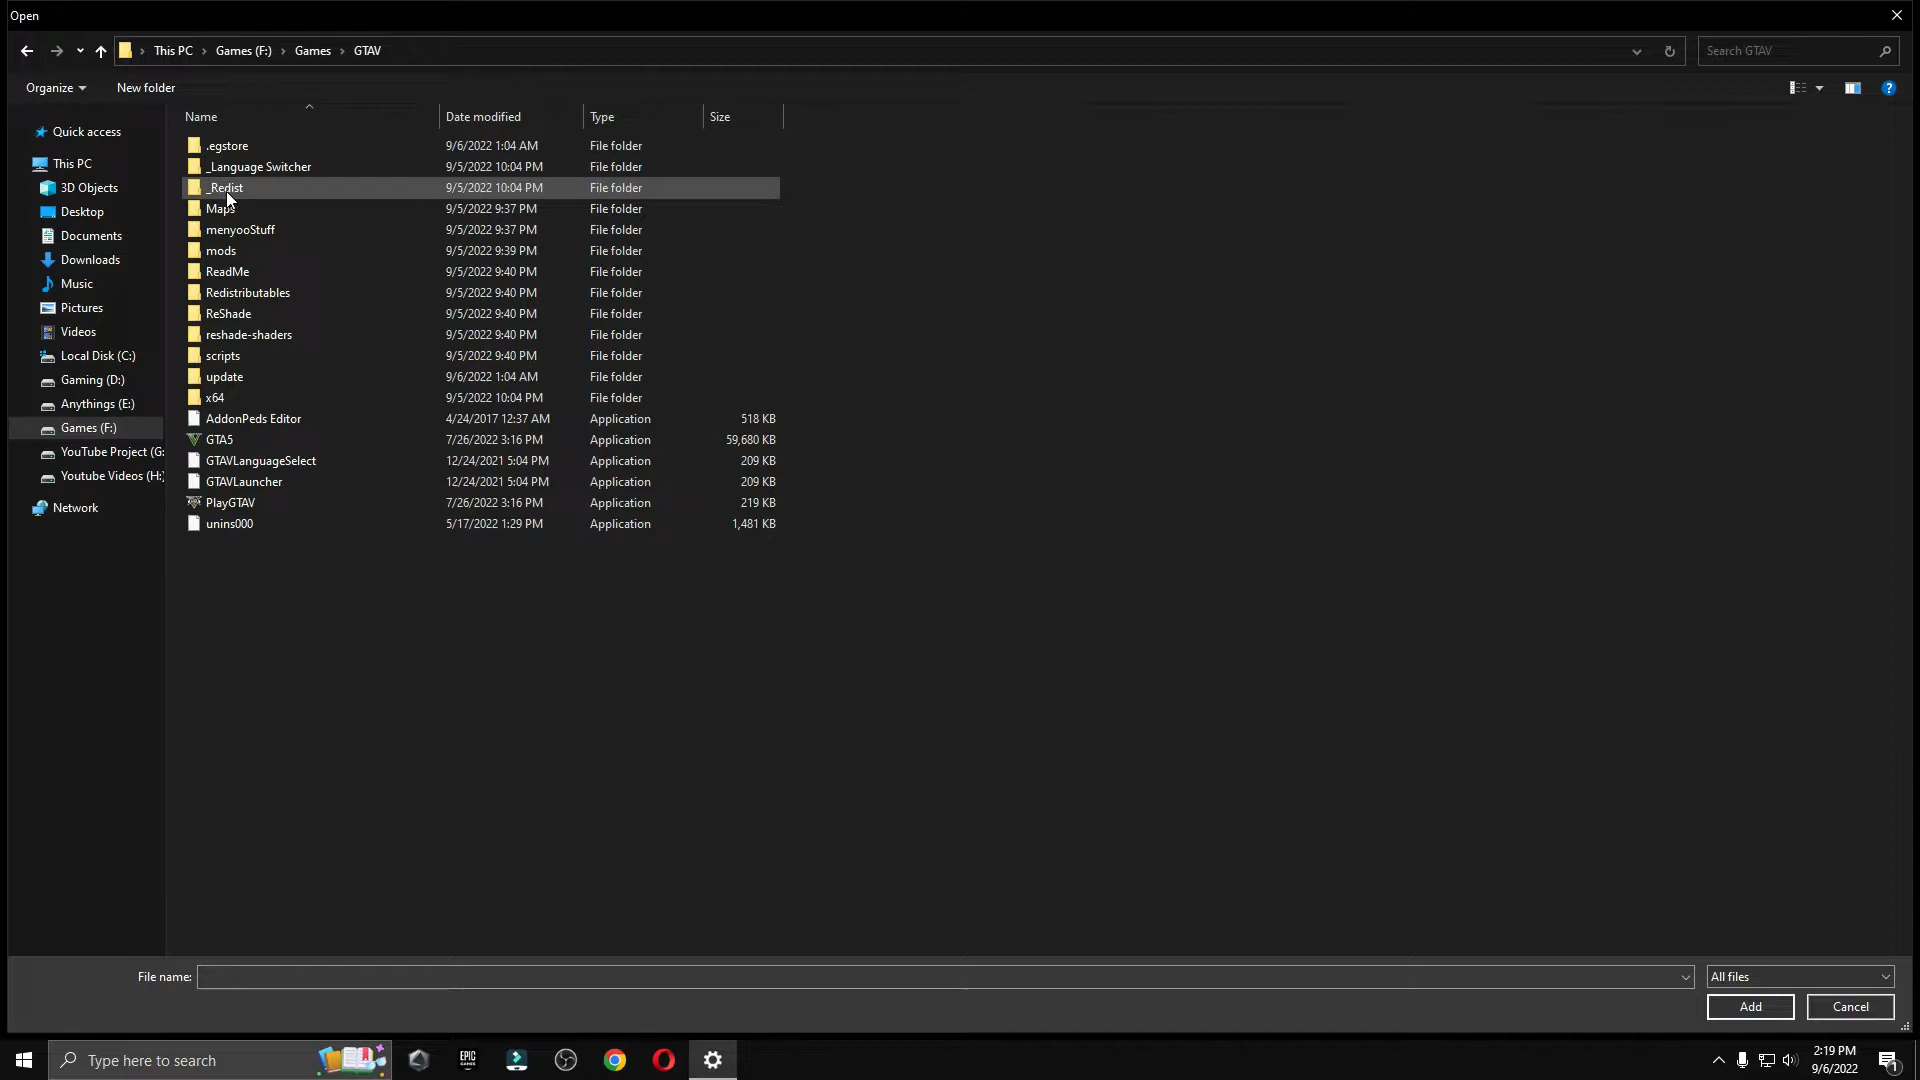 Open
This PC Games (F:) Games GTAV
Search GTAV
Organize New folder
Name Date modified Type Size
Quick access
This PC
3D Objects
Desktop
Documents
Downloads
Music
Pictures
Videos
Local Disk (C:)
Gaming (D:)
Anythings (E:)
Games (F:)
YouTube Project (G:
Youtube Videos (H:)
Network
.egstore 9/6/2022 1:04 AM File folder
_Language Switcher 9/5/2022 10:04 PM File folder
_Redist 9/5/2022 10:04 PM File folder
Maps 9/5/2022 9:37 PM File folder
menyooStuff 9/5/2022 9:37 PM File folder
mods 9/5/2022 9:39 PM File folder
ReadMe 9/5/2022 9:40 PM File folder
Redistributables 9/5/2022 9:40 PM File folder
ReShade 9/5/2022 9:40 PM File folder
reshade-shaders 9/5/2022 9:40 PM File folder
scripts 9/5/2022 9:40 PM File folder
update 9/6/2022 1:04 AM File folder
x64 9/5/2022 10:04 PM File folder
AddonPeds Editor 4/24/2017 12:37 AM Application 518 KB
GTA5 7/26/2022 3:16 PM Application 59,680 KB
GTAVLanguageSelect 12/24/2021 5:04 PM Application 209 KB
GTAVLauncher 12/24/2021 5:04 PM Application 209 KB
PlayGTAV 7/26/2022 3:16 PM Application 219 KB
unins000 5/17/2022 1:29 PM Application 1,481 KB
File name: All files
Add Cancel
Type here to search
EPIC GAMES
2:19 PM
9/6/2022
1